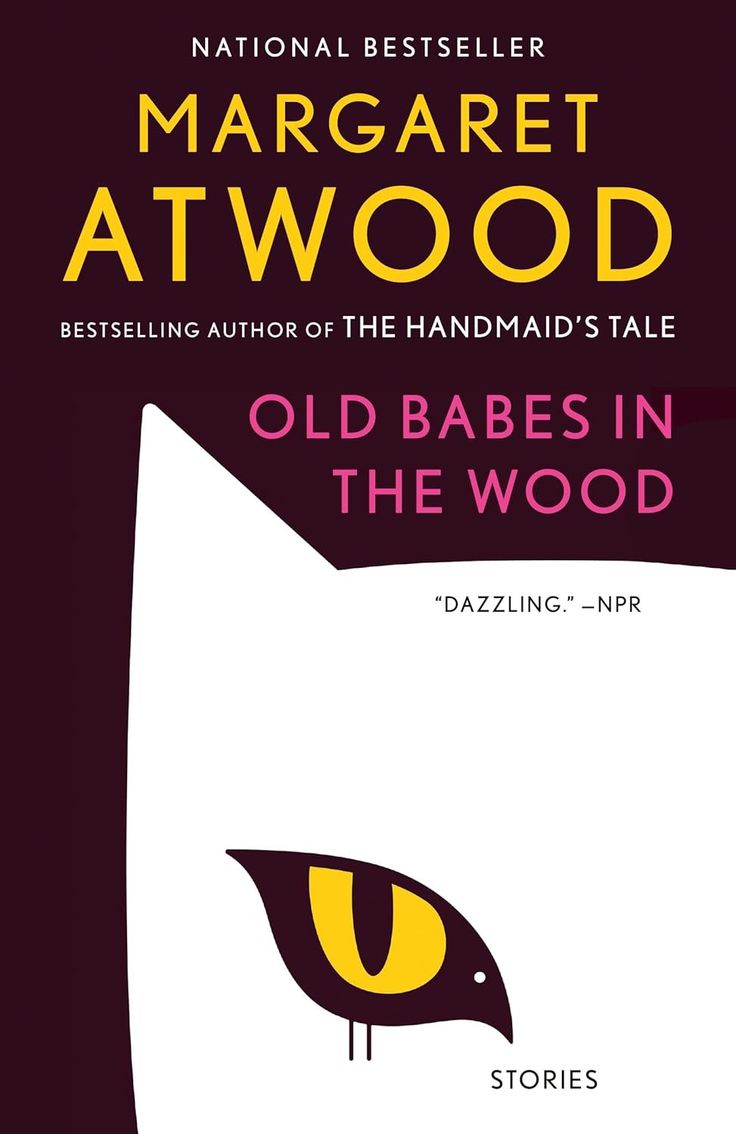 NATIONAL BESTSELLER
MARGARET
ATWOOD
BESTSELLING AUTHOR OF THE HANDMAID'S TALE
OLD BABES IN
THE WOOD
“DAZZLING.” –NPR
STORIES